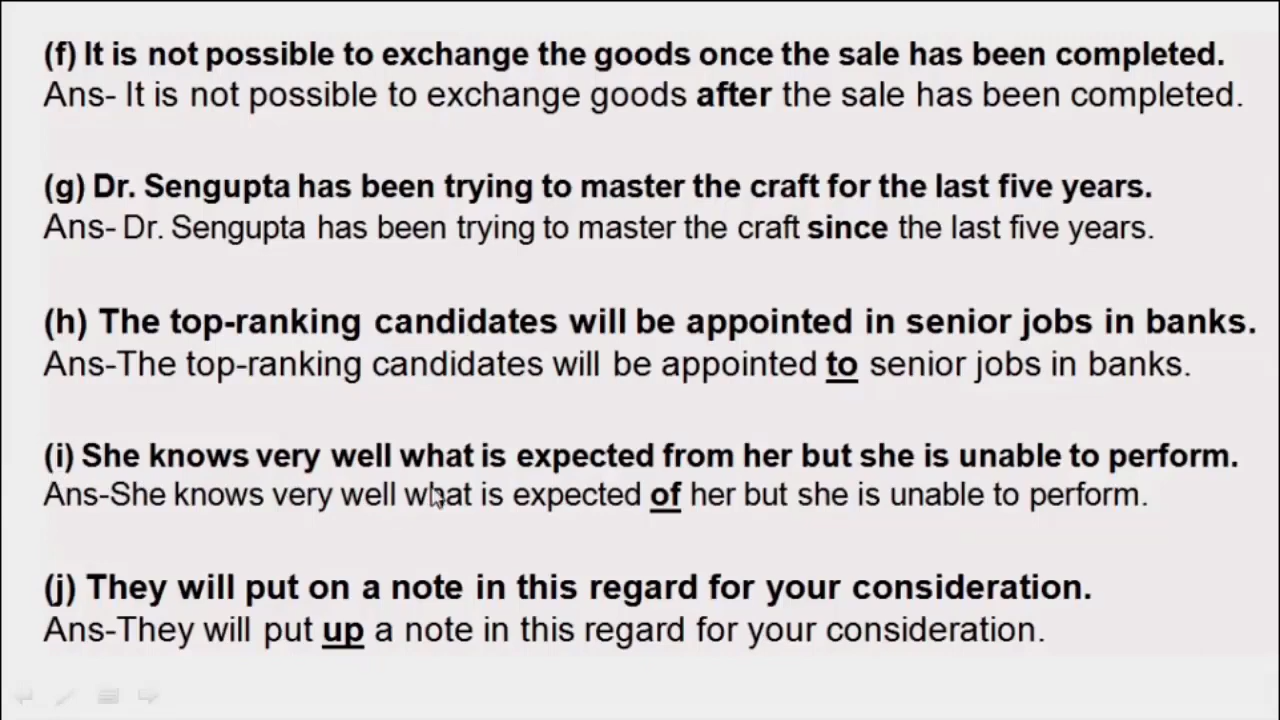 (f) It is not possible to exchange the goods once the sale has been completed.
Ans- It is not possible to exchange goods after the sale has been completed.
(g) Dr. Sengupta has been trying to master the craft for the last five years.
Ans- Dr. Sengupta has been trying to master the craft since the last five years.
(h) The top-ranking candidates will be appointed in senior jobs in banks.
Ans-The top-ranking candidates will be appointed to senior jobs in banks.
(i) She knows very well what is expected from her but she is unable to perform.
Ans-She knows very well what is expected of her but she is unable to perform.
(j) They will put on a note in this regard for your consideration.
Ans-They will put up a note in this regard for your consideration.